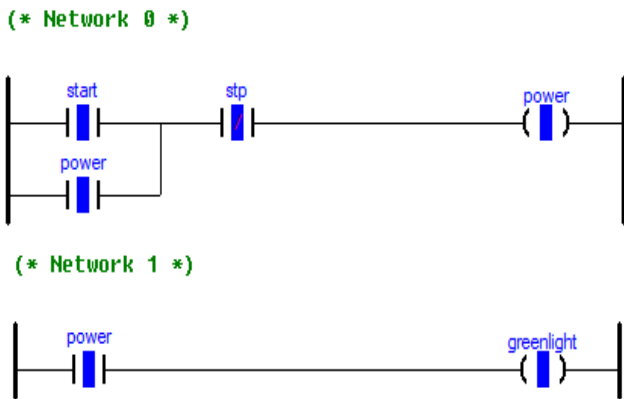 (* Network 0 *)
start stp power
power
(* Network 1 *)
power greenlight